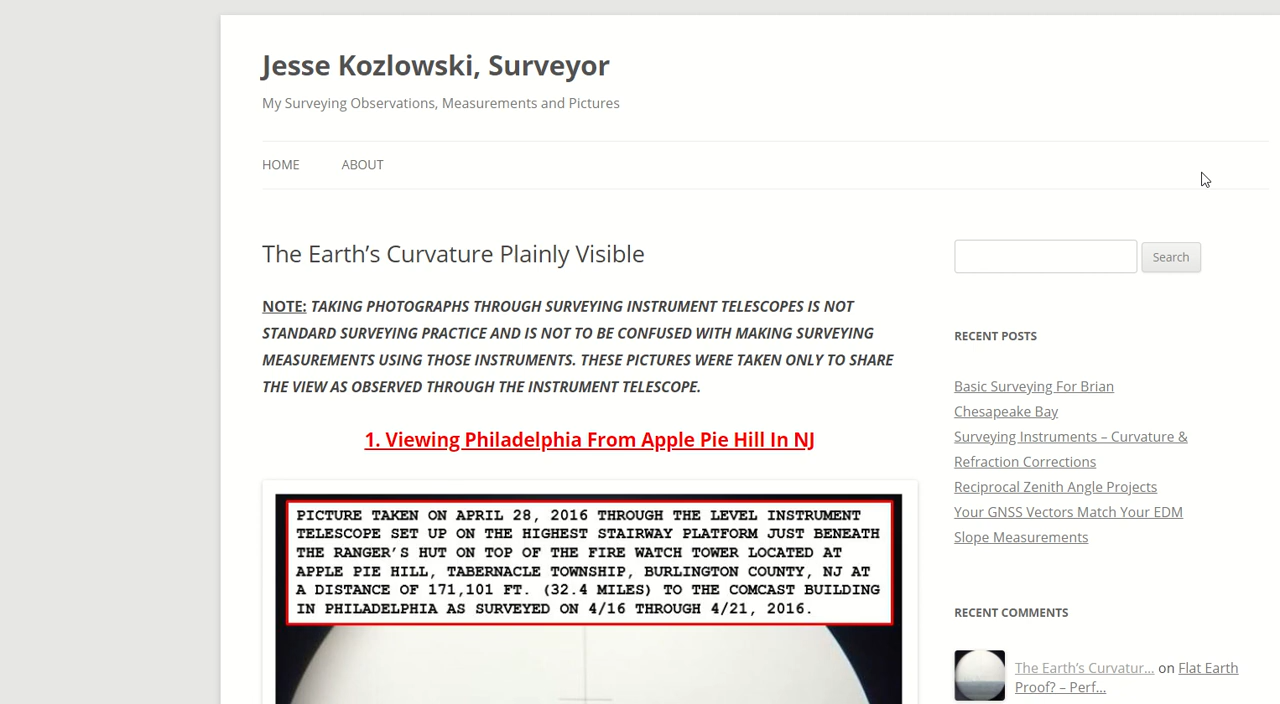 Jesse Kozlowski, Surveyor
My Surveying Observations, Measurements and Pictures
HOME
ABOUT
The Earth’s Curvature Plainly Visible
NOTE: TAKING PHOTOGRAPHS THROUGH SURVEYING INSTRUMENT TELESCOPES IS NOT
STANDARD SURVEYING PRACTICE AND IS NOT TO BE CONFUSED WITH MAKING SURVEYING
MEASUREMENTS USING THOSE INSTRUMENTS. THESE PICTURES WERE TAKEN ONLY TO SHARE
THE VIEW AS OBSERVED THROUGH THE INSTRUMENT TELESCOPE.
1. Viewing Philadelphia From Apple Pie Hill In NJ
PICTURE TAKEN ON APRIL 28, 2016 THROUGH THE LEVEL INSTRUMENT
TELESCOPE SET UP ON THE HIGHEST STAIRWAY PLATFORM JUST BENEATH
THE RANGER’S HUT ON TOP OF THE FIRE WATCH TOWER LOCATED AT
APPLE PIE HILL, TABERNACLE TOWNSHIP, BURLINGTON COUNTY, NJ AT
A DISTANCE OF 171,101 FT. (32.4 MILES) TO THE COMCAST BUILDING
IN PHILADELPHIA AS SURVEYED ON 4/16 THROUGH 4/21, 2016.
Search
RECENT POSTS
Basic Surveying For Brian
Chesapeake Bay
Surveying Instruments – Curvature &
Refraction Corrections
Reciprocal Zenith Angle Projects
Your GNSS Vectors Match Your EDM
Slope Measurements
RECENT COMMENTS
The Earth’s Curvatur... on Flat Earth
Proof? – Perf...